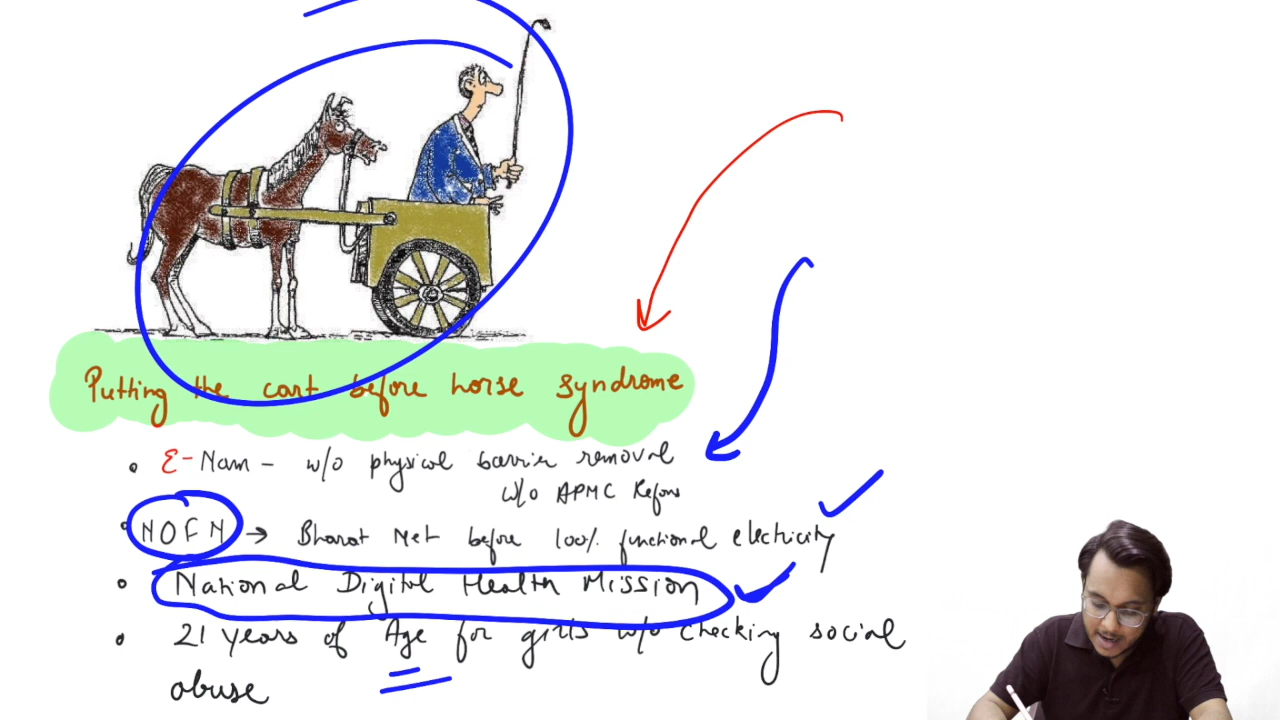 Putting the cart before horse syndrome
• E-Nam - w/o physical barrier removal
w/o APMC Reforms
• NOFN → Bharat Net before 100% functional electricity
• National Digital Health Mission
• 21 years of Age for girls w/o checking social
abuse